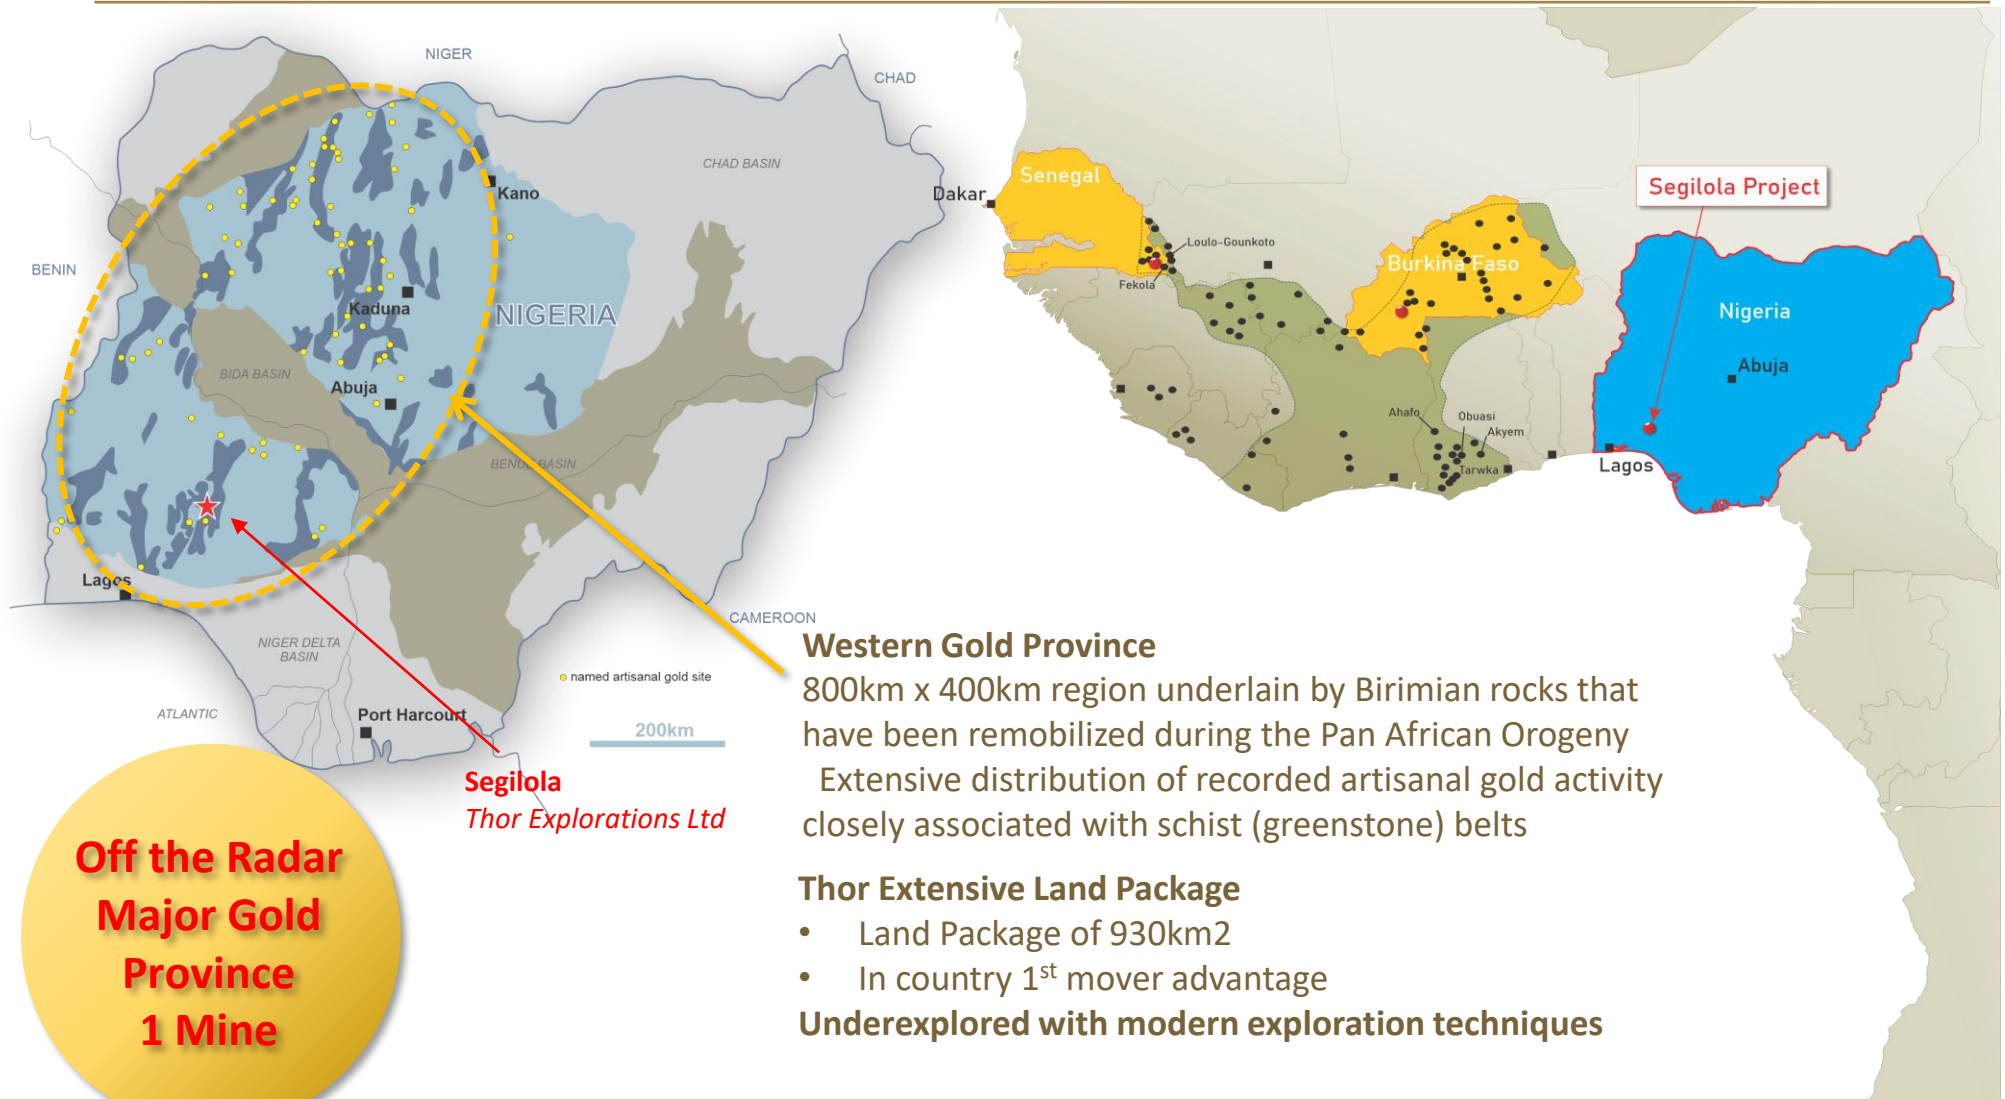 NIGER
CHAD
CHAD BASIN
Kano
BENIN
NIGERIA
Kaduna
BIDA BASIN
Abuja
BENUE BASIN
Lagos
CAMEROON
NIGER DELTA
BASIN
named artisanal gold site
ATLANTIC
Port Harcourt
200km
Segilola
Thor Explorations Ltd
Off the Radar
Major Gold
Province
1 Mine
Dakar
Senegal
Loulo-Gounkoto
Fekola
Burkina Faso
Segilola Project
Nigeria
Abuja
Ahafo
Obuasi
Akyem
Tarwka
Lagos
Western Gold Province
800km x 400km region underlain by Birimian rocks that
have been remobilized during the Pan African Orogeny
Extensive distribution of recorded artisanal gold activity
closely associated with schist (greenstone) belts
Thor Extensive Land Package
• Land Package of 930km2
• In country 1st mover advantage
Underexplored with modern exploration techniques